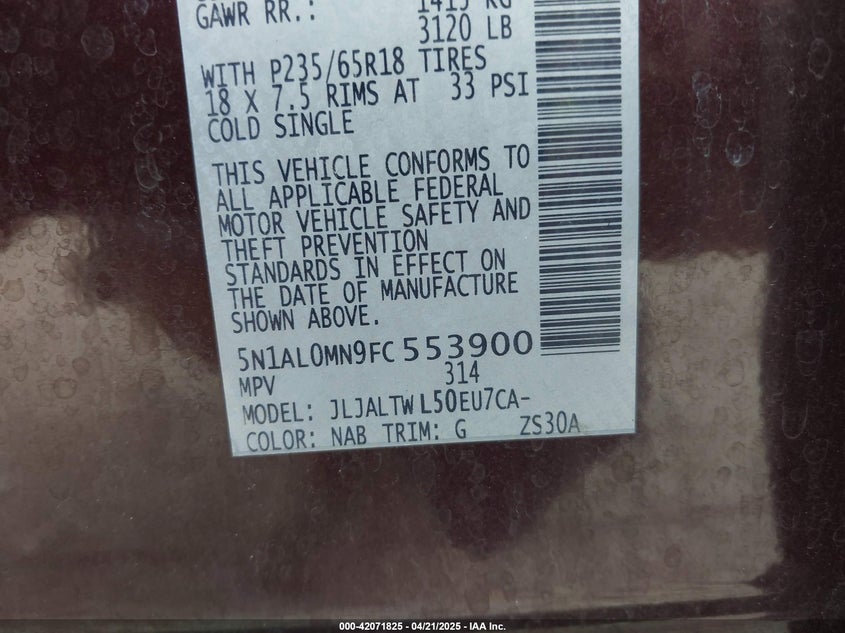 GAWR RR.: 1415 KG
3120 LB
WITH P235/65R18 TIRES
18 X 7.5 RIMS AT 33 PSI
COLD SINGLE
THIS VEHICLE CONFORMS TO
ALL APPLICABLE FEDERAL
MOTOR VEHICLE SAFETY AND
THEFT PREVENTION
STANDARDS IN EFFECT ON
THE DATE OF MANUFACTURE
SHOWN ABOVE.
5N1AL0MN9FC553900
MPV 314
MODEL: JLJALTWL50EU7CA-
COLOR: NAB TRIM: G ZS30A
000-42071825 - 04/21/2025 - IAA Inc.